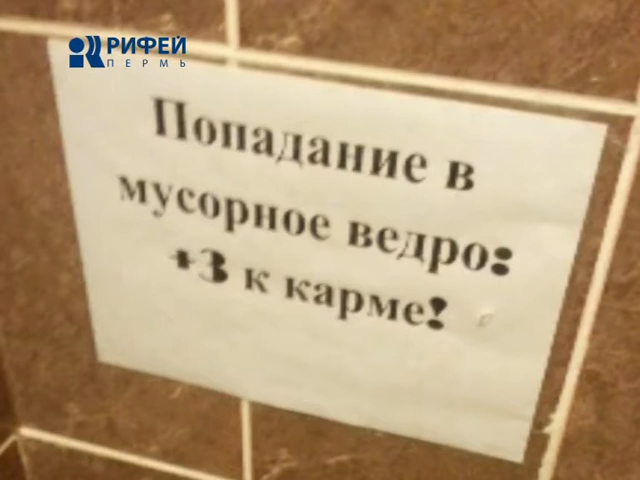 РИФЕЙ
ПЕРМЬ
Попадание в
мусорное ведро:
+3 к карме!